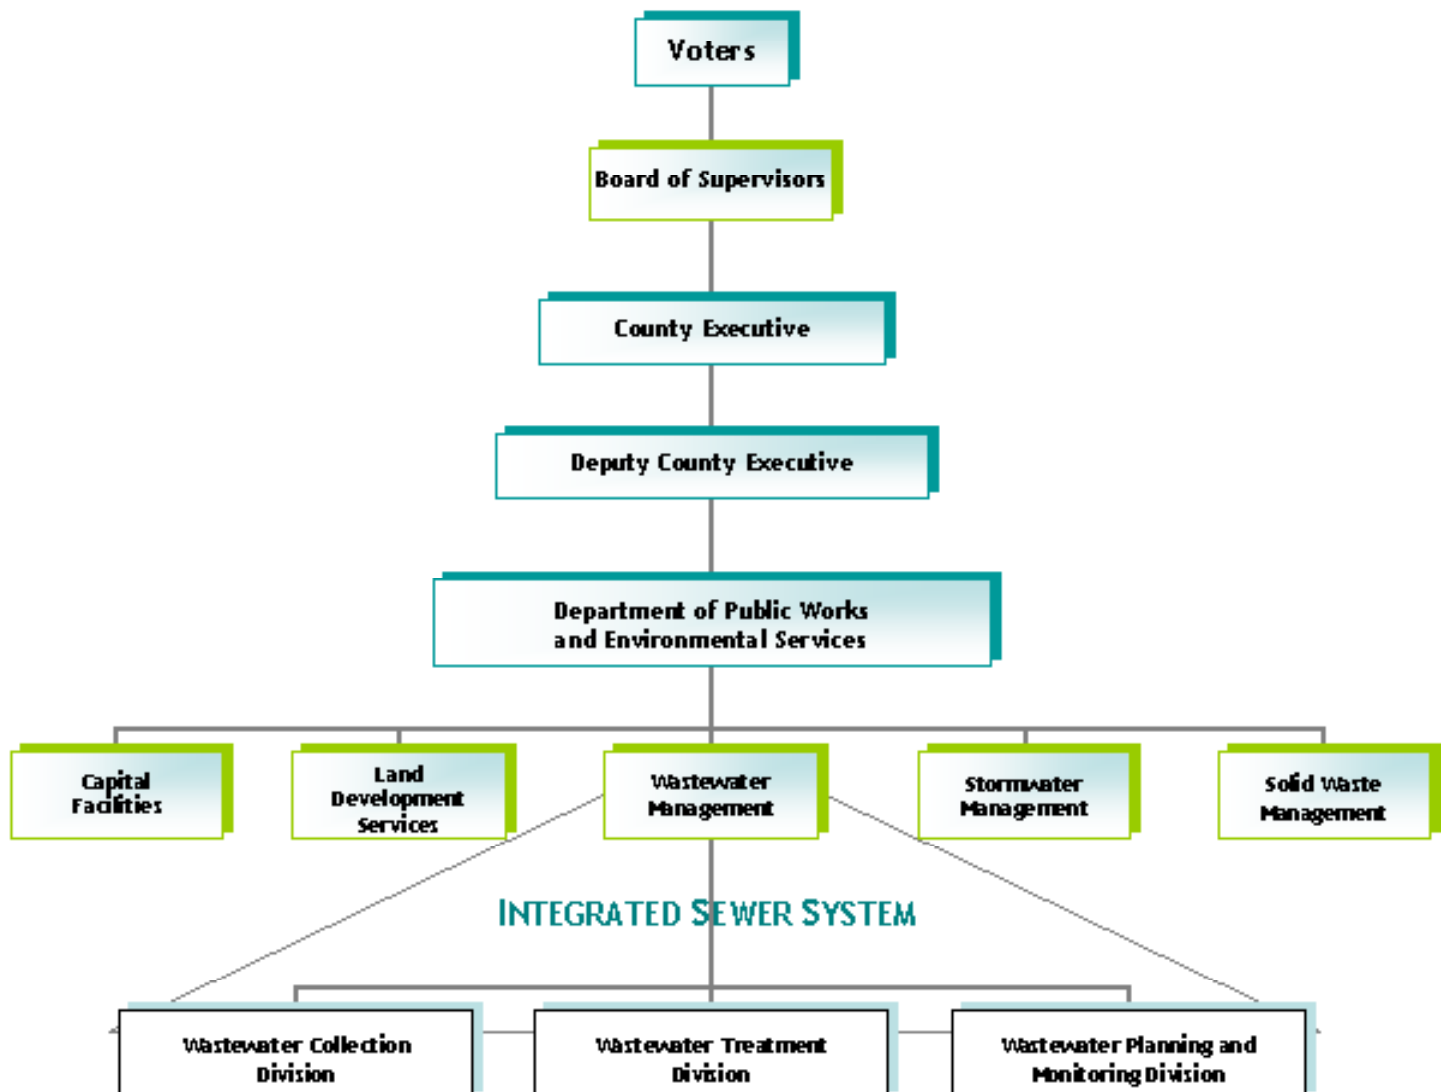 Voters
Board of Supervisors
County Executive
Deputy County Executive
Department of Public Works
and Environmental Services
Capital
Facilities
Land
Development
Services
Wastewater
Management
Stormwater
Management
Solid Waste
Management
INTEGRATED SEWER SYSTEM
Wastewater Collection
Division
Wastewater Treatment
Division
Wastewater Planning and
Monitoring Division